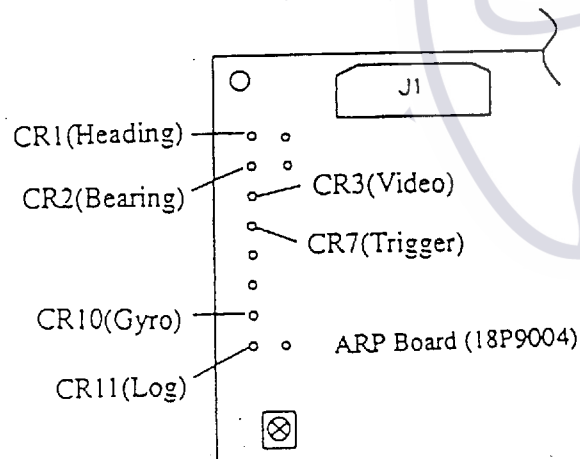 J1
CR1(Heading)
CR2(Bearing)
CR3(Video)
CR7(Trigger)
CR10(Gyro)
ARP Board (18P9004)
CR11(Log)